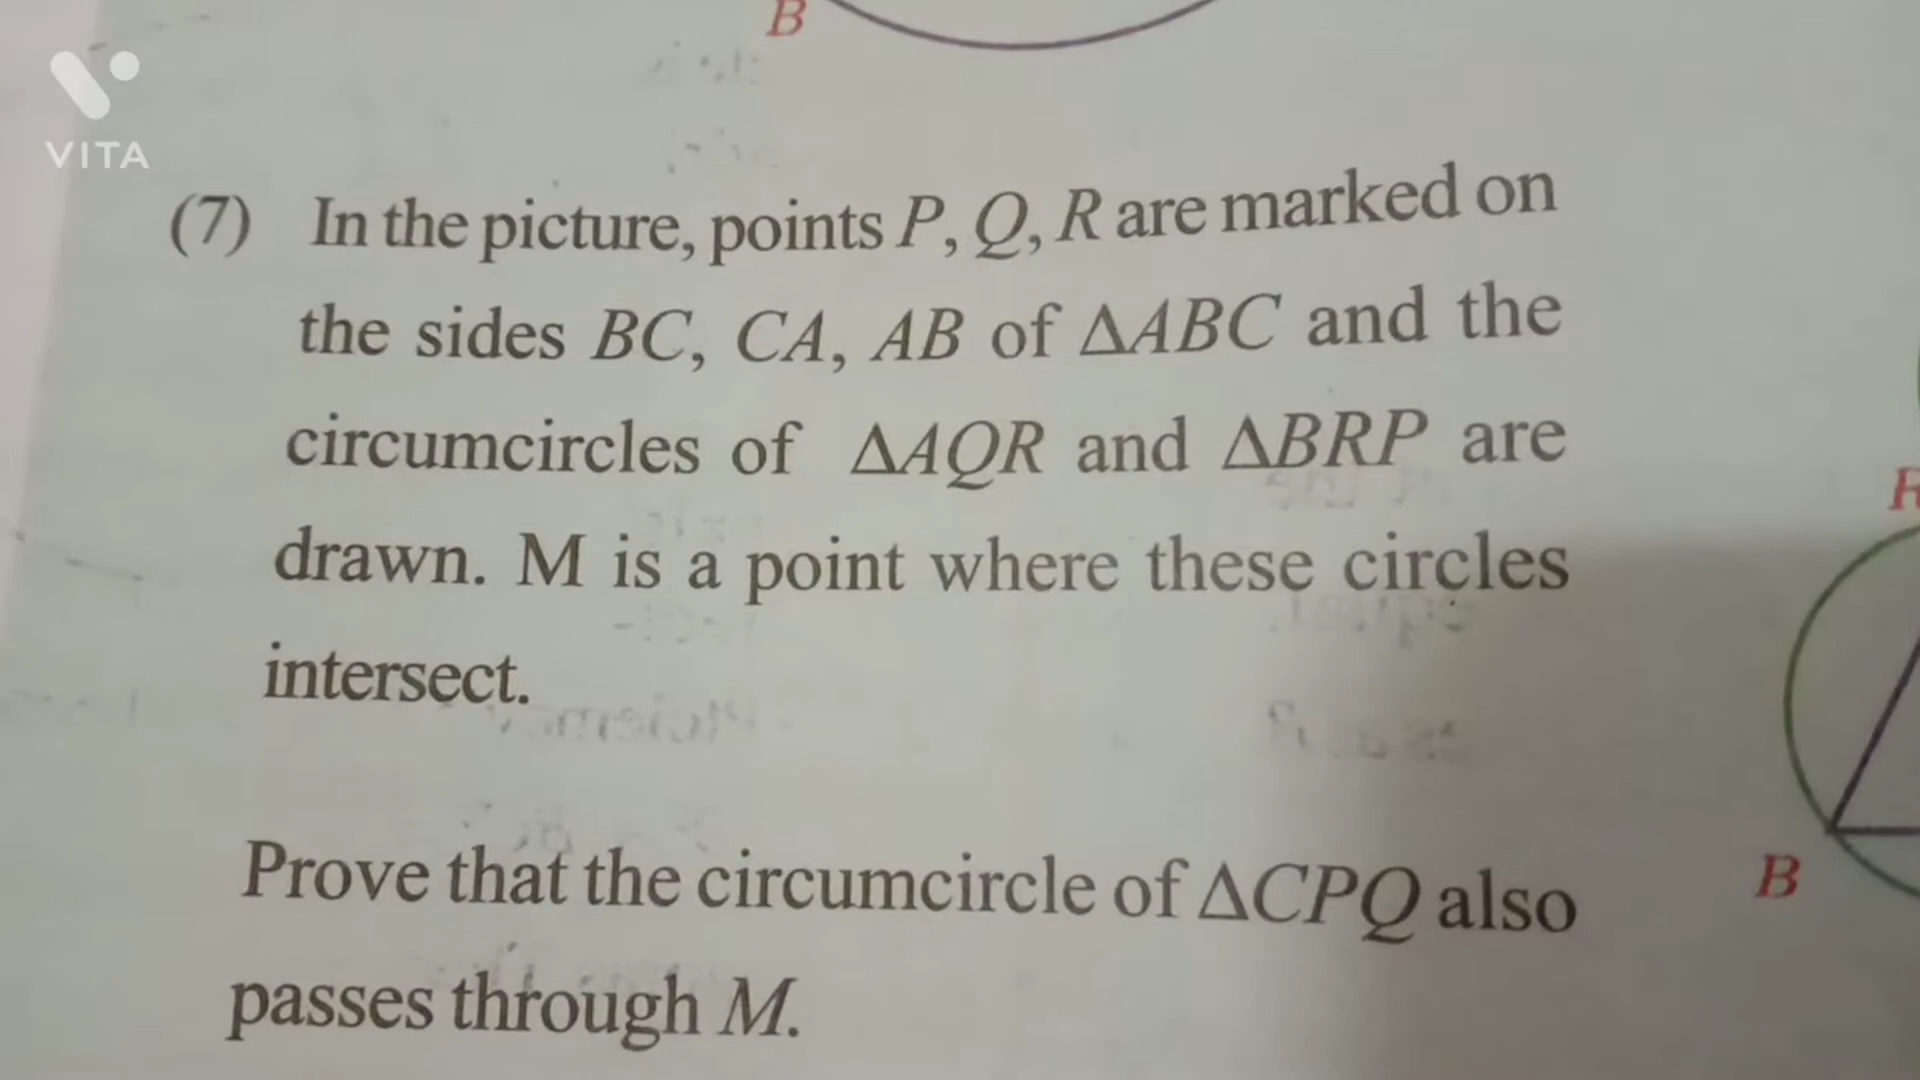 B
VITA
(7) In the picture, points P, Q, R are marked on
the sides BC, CA, AB of ΔABC and the
circumcircles of ΔAQR and ΔBRP are
drawn. M is a point where these circles
intersect.
Prove that the circumcircle of ΔCPQ also
passes through M.
B